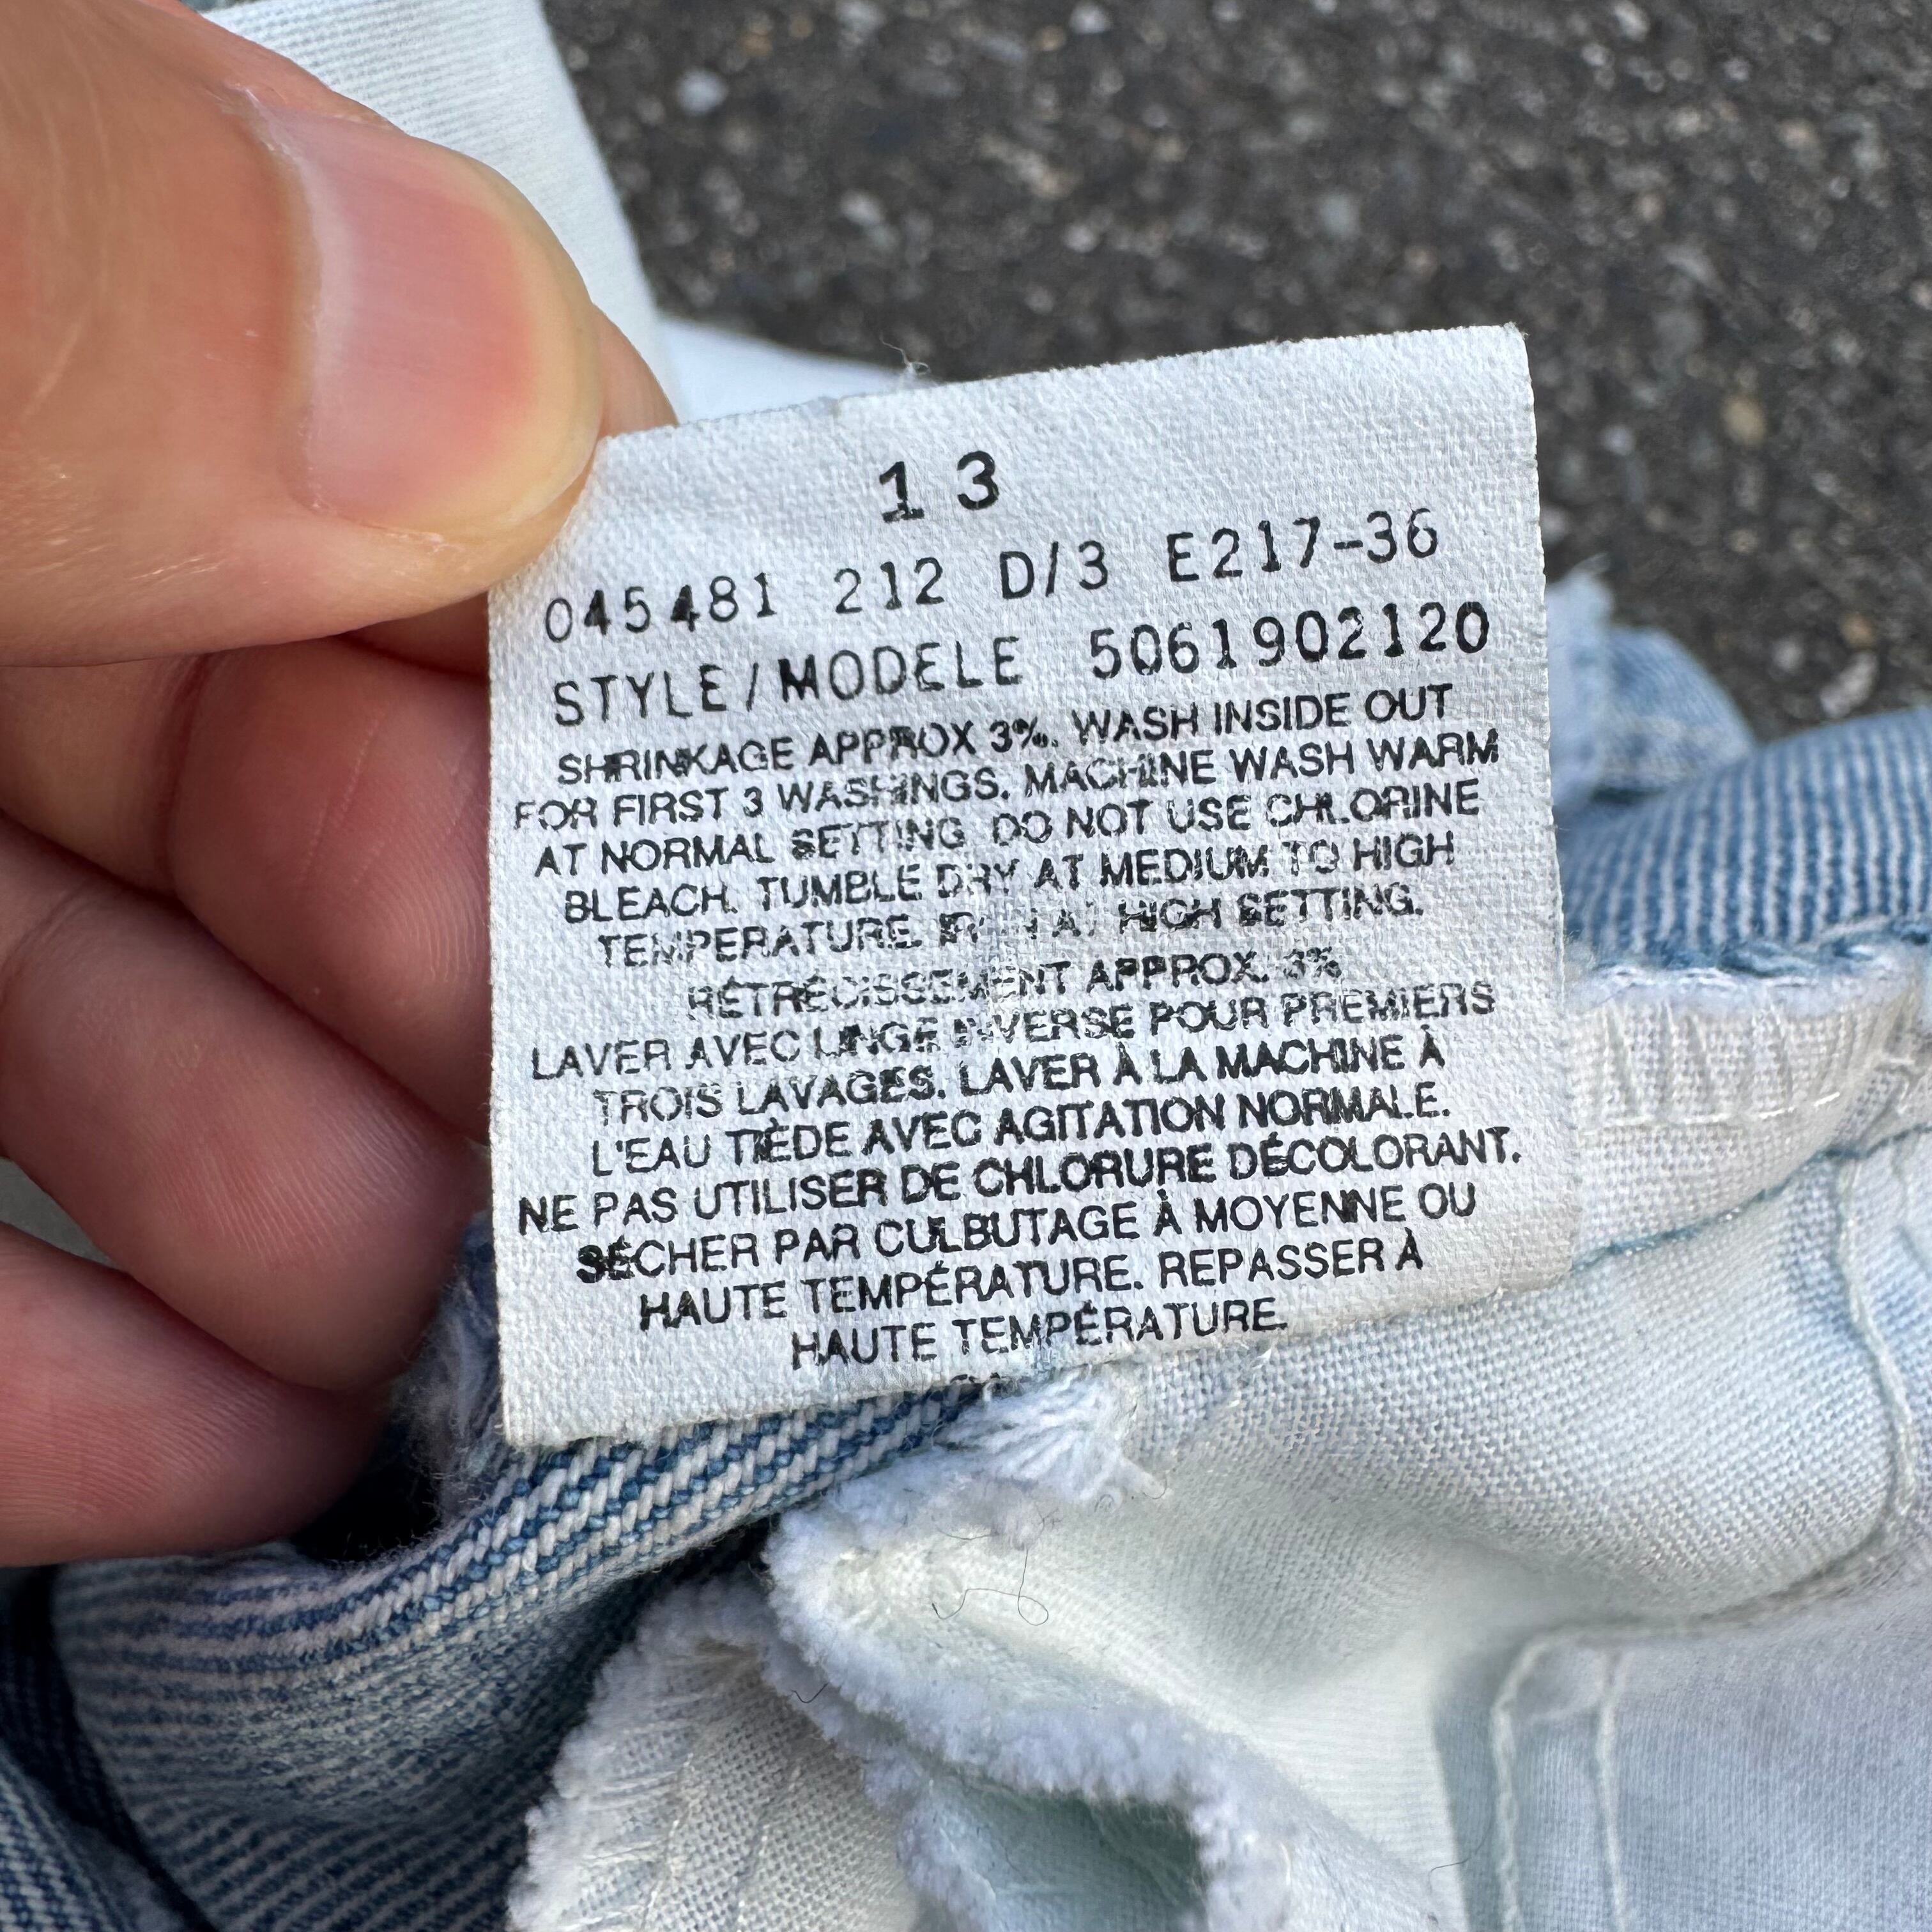 13
045481 212 D/3 E217-36
STYLE/MODELE 5061902120
SHRINKAGE APPROX 3%. WASH INSIDE OUT
FOR FIRST 3 WASHINGS. MACHINE WASH WARM
AT NORMAL SETTING DO NOT USE CHLORINE
BLEACH. TUMBLE DRY AT MEDIUM TO HIGH
TEMPERATURE. IRON AT HIGH SETTING.
RÉTRÉCISSEMENT APPROX. 3%
LAVER AVEC LINGE INVERSE POUR PREMIERS
TROIS LAVAGES. LAVER À LA MACHINE À
L'EAU TIÈDE AVEC AGITATION NORMALE.
NE PAS UTILISER DE CHLORURE DÉCOLORANT.
SÉCHER PAR CULBUTAGE À MOYENNE OU
HAUTE TEMPÉRATURE. REPASSER À
HAUTE TEMPÉRATURE.